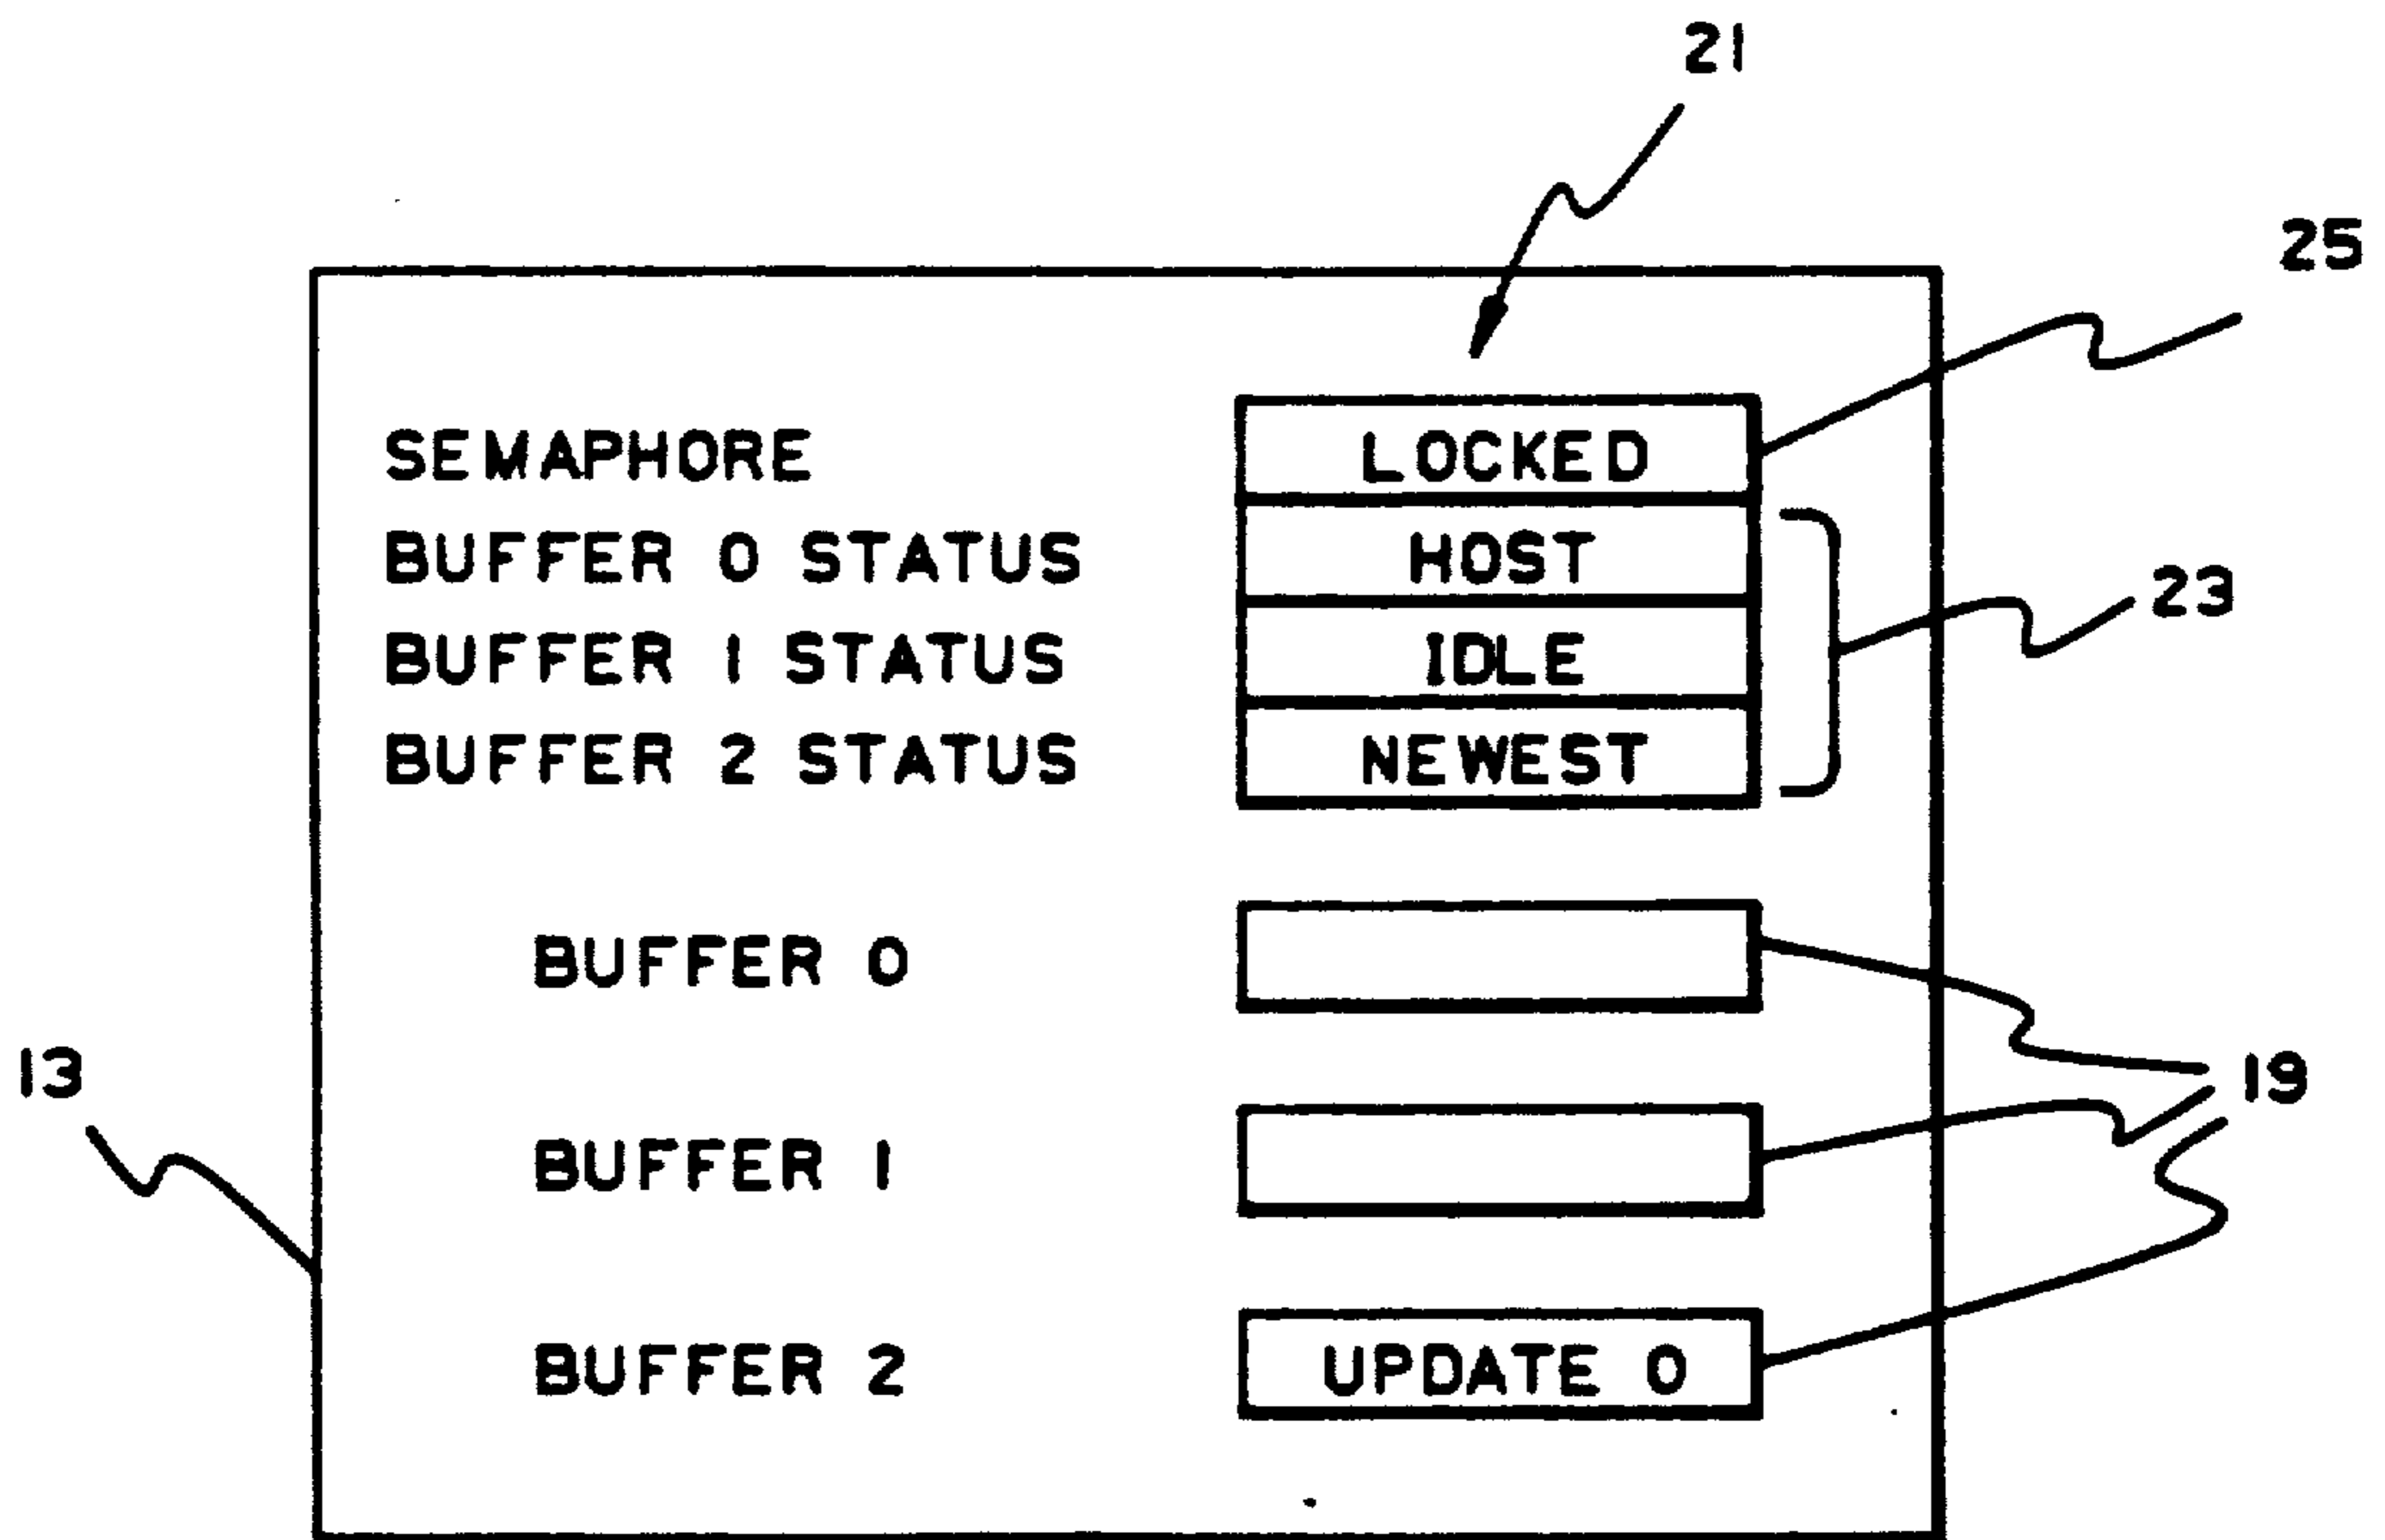 21
25
SEMAPHORE LOCKED
BUFFER 0 STATUS HOST
23
BUFFER 1 STATUS IDLE
BUFFER 2 STATUS NEWEST
BUFFER 0
13
19
BUFFER 1
BUFFER 2 UPDATE 0